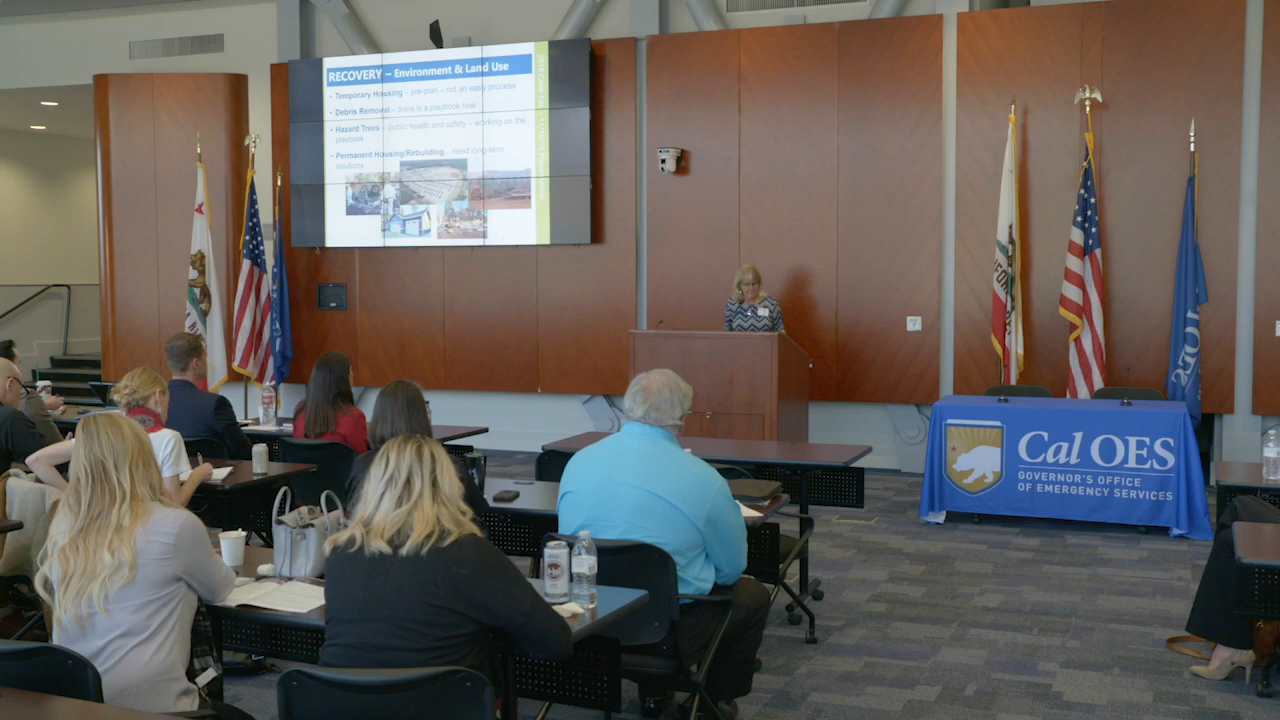 RECOVERY – Environment & Land Use
• Temporary Housing – pre-plan – not an easy process
• Debris Removal – there is a playbook now
• Hazard Trees – public health and safety – working on the
playbook
• Permanent Housing/Rebuilding – need long-term
solutions
Cal OES
GOVERNOR'S OFFICE
OF EMERGENCY SERVICES
OES